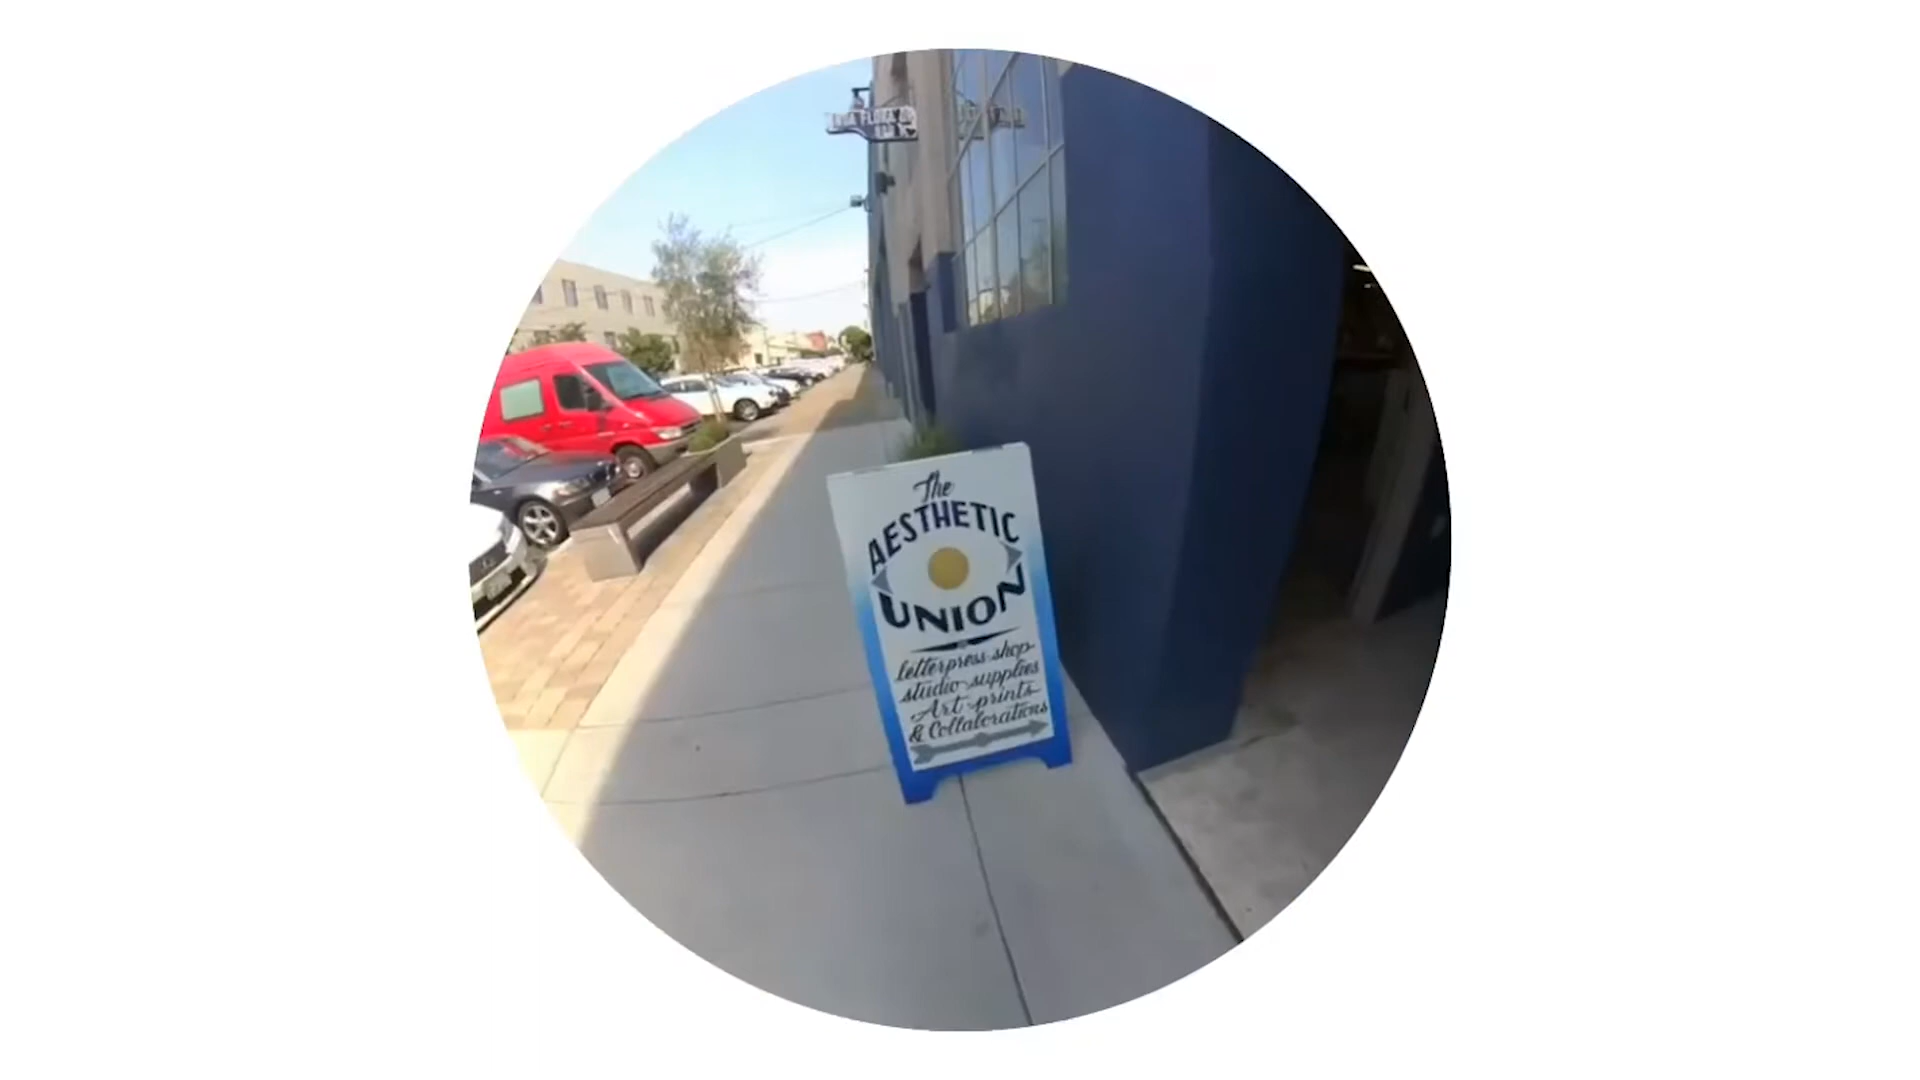 The
AESTHETIC
UNION
letterpress shop
studio supplies
Art prints
& Collaborations